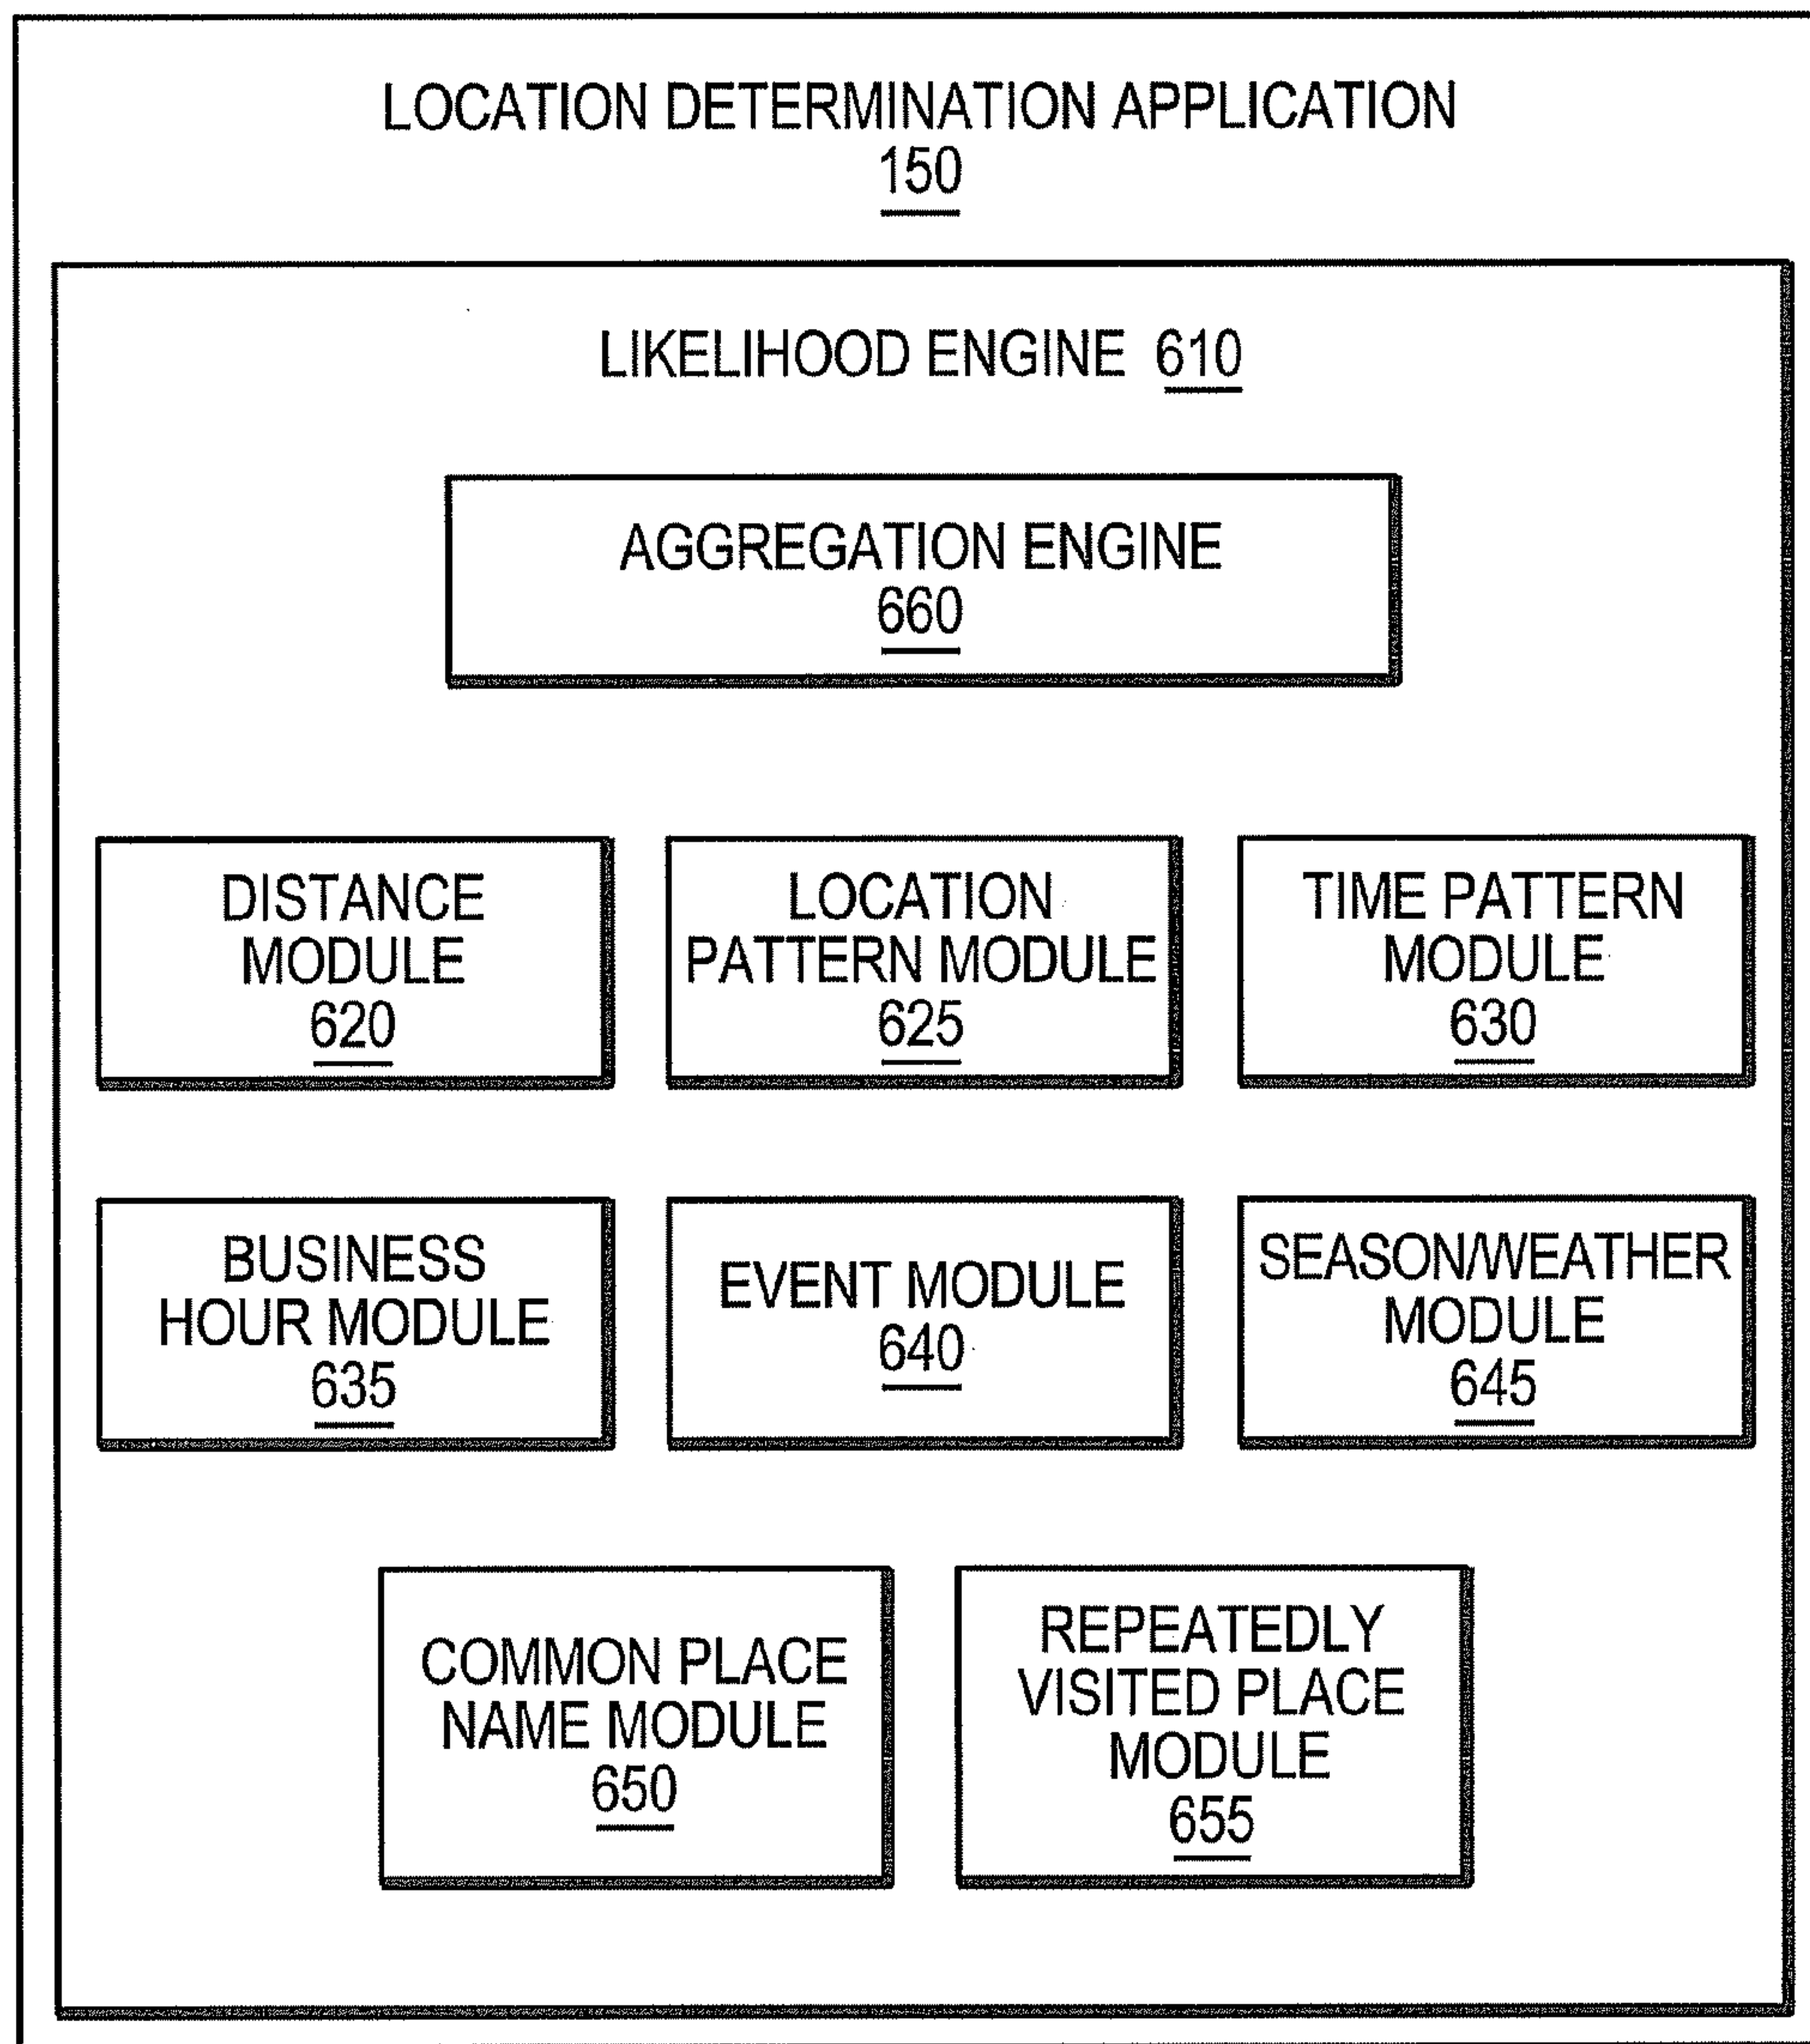 LOCATION DETERMINATION APPLICATION
150
LIKELIHOOD ENGINE 610
AGGREGATION ENGINE
660
DISTANCE
MODULE
620
LOCATION
PATTERN MODULE
625
TIME PATTERN
MODULE
630
BUSINESS
HOUR MODULE
635
EVENT MODULE
640
SEASON/WEATHER
MODULE
645
COMMON PLACE
NAME MODULE
650
REPEATEDLY
VISITED PLACE
MODULE
655